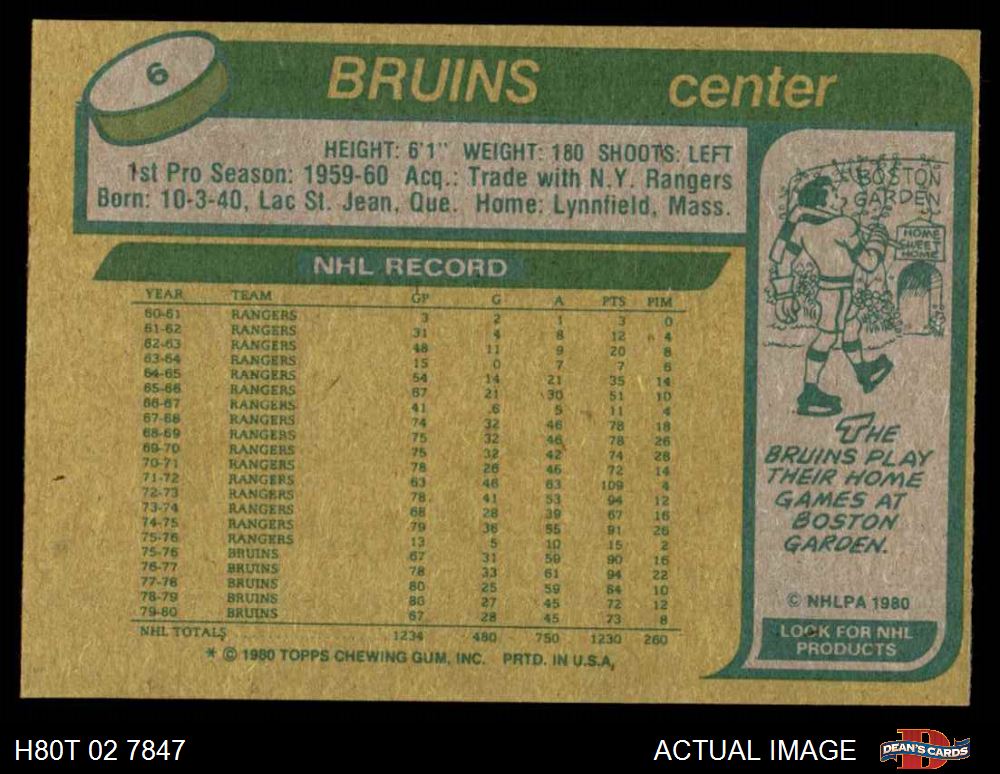 6
BRUINS center
HEIGHT: 6'1" WEIGHT: 180 SHOOTS: LEFT
1st Pro Season: 1959-60 Acq.: Trade with N.Y. Rangers
Born: 10-3-40, Lac St. Jean, Que. Home: Lynnfield, Mass.
NHL RECORD
YEAR TEAM GP G A PTS PIM
60-61 RANGERS 3 2 1 3 0
61-62 RANGERS 31 4 8 12 4
62-63 RANGERS 48 11 9 20 8
63-64 RANGERS 15 0 7 7 6
64-65 RANGERS 54 14 21 35 14
65-66 RANGERS 67 21 30 51 10
66-67 RANGERS 41 6 5 11 4
67-68 RANGERS 74 32 46 78 18
68-69 RANGERS 75 32 46 78 26
69-70 RANGERS 75 32 42 74 28
70-71 RANGERS 78 26 46 72 14
71-72 RANGERS 63 46 63 109 4
72-73 RANGERS 78 41 53 94 12
73-74 RANGERS 68 28 39 67 16
74-75 RANGERS 79 36 55 91 26
75-76 RANGERS 13 5 10 15 2
75-76 BRUINS 67 31 59 90 16
76-77 BRUINS 78 33 61 94 22
77-78 BRUINS 80 25 59 84 10
78-79 BRUINS 80 27 45 72 12
79-80 BRUINS 67 28 45 73 8
NHL TOTALS 1234 480 750 1230 260
* © 1980 TOPPS CHEWING GUM, INC. PRTD. IN U.S.A.
BOSTON
GARDEN
HOME
SWEET
HOME
THE
BRUINS PLAY
THEIR HOME
GAMES AT
BOSTON
GARDEN.
© NHLPA 1980
LOOK FOR NHL
PRODUCTS
H80T 02 7847
ACTUAL IMAGE
DEAN'S CARDS